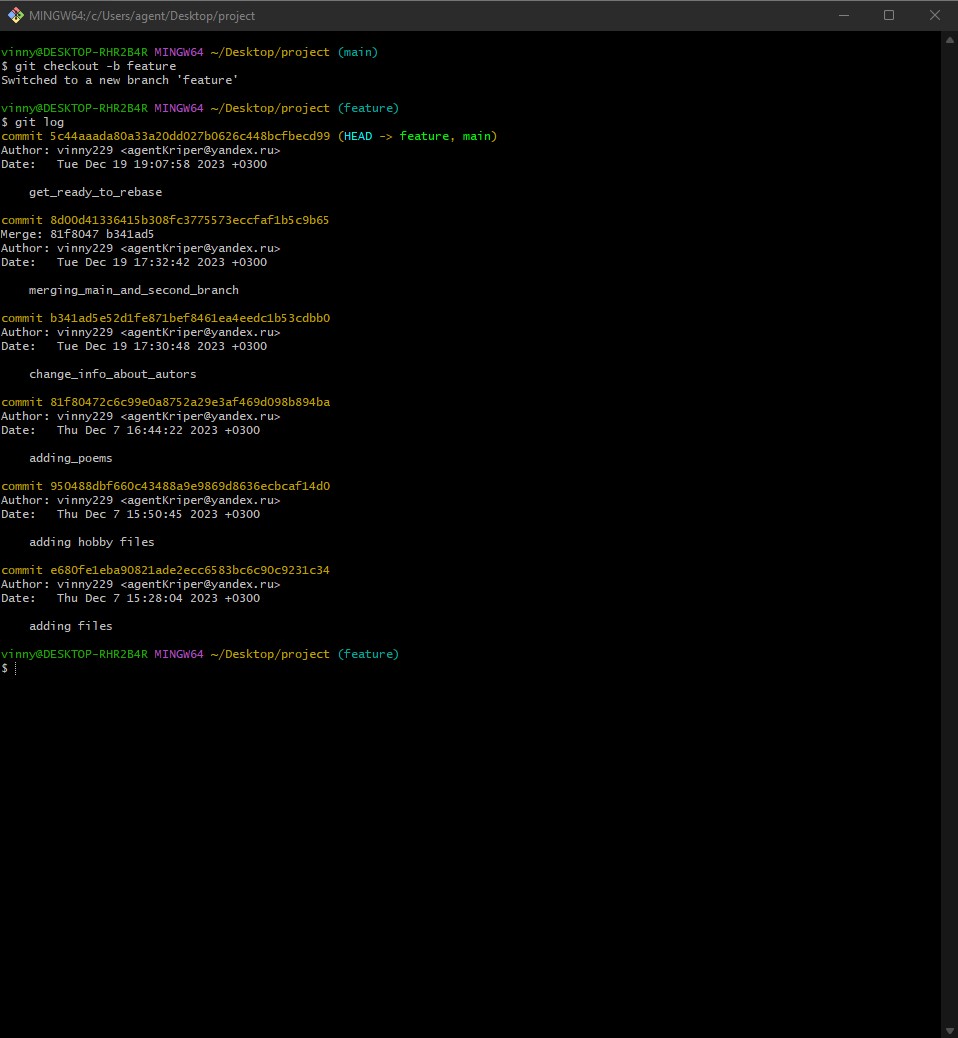 MINGW64:/c/Users/agent/Desktop/project
vinny@DESKTOP-RHR2B4R MINGW64 ~/Desktop/project (main)
$ git checkout -b feature
Switched to a new branch 'feature'
vinny@DESKTOP-RHR2B4R MINGW64 ~/Desktop/project (feature)
$ git log
commit 5c44aaada80a33a20dd027b0626c448bcfbecd99 (HEAD -> feature, main)
Author: vinny229 <agentKriper@yandex.ru>
Date:   Tue Dec 19 19:07:58 2023 +0300
    get_ready_to_rebase
commit 8d00d41336415b308fc3775573eccfaf1b5c9b65
Merge: 81f8047 b341ad5
Author: vinny229 <agentKriper@yandex.ru>
Date:   Tue Dec 19 17:32:42 2023 +0300
    merging_main_and_second_branch
commit b341ad5e52d1fe871bef8461ea4eedc1b53cdbb0
Author: vinny229 <agentKriper@yandex.ru>
Date:   Tue Dec 19 17:30:48 2023 +0300
    change_info_about_autors
commit 81f80472c6c99e0a8752a29e3af469d098b894ba
Author: vinny229 <agentKriper@yandex.ru>
Date:   Thu Dec 7 16:44:22 2023 +0300
    adding_poems
commit 950488dbf660c43488a9e9869d8636ecbcaf14d0
Author: vinny229 <agentKriper@yandex.ru>
Date:   Thu Dec 7 15:50:45 2023 +0300
    adding hobby files
commit e680fe1eba90821ade2ecc6583bc6c90c9231c34
Author: vinny229 <agentKriper@yandex.ru>
Date:   Thu Dec 7 15:28:04 2023 +0300
    adding files
vinny@DESKTOP-RHR2B4R MINGW64 ~/Desktop/project (feature)
$